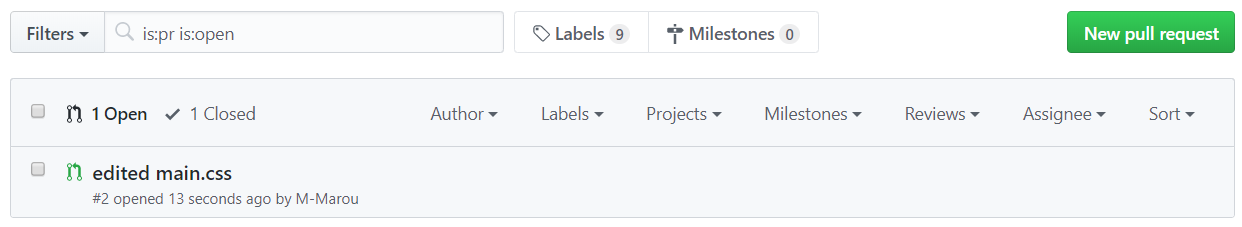 Filters is:pr is:open Labels 9 Milestones 0 New pull request
1 Open 1 Closed Author Labels Projects Milestones Reviews Assignee Sort
edited main.css
#2 opened 13 seconds ago by M-Marou